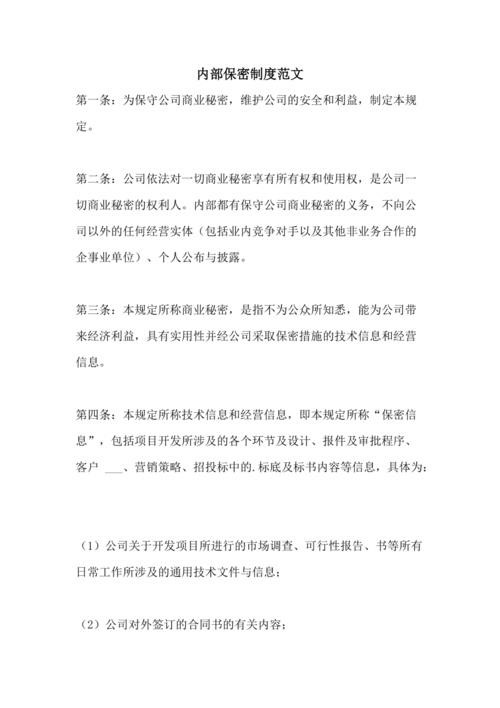 内部保密制度范文
第一条：为保守公司商业秘密，维护公司的安全和利益，制定本规
定。
第二条：公司依法对一切商业秘密享有所有权和使用权，是公司一
切商业秘密的权利人。内部都有保守公司商业秘密的义务，不向公
司以外的任何经营实体（包括业内竞争对手以及其他非业务合作的
企事业单位）、个人公布与披露。
第三条：本规定所称商业秘密，是指不为公众所知悉，能为公司带
来经济利益，具有实用性并经公司采取保密措施的技术信息和经营
信息。
第四条：本规定所称技术信息和经营信息，即本规定所称“保密信
息”，包括项目开发所涉及的各个环节及设计、报件及审批程序、
客户 ___、营销策略、招投标中的.标底及标书内容等信息，具体为：
（1）公司关于开发项目所进行的市场调查、可行性报告、书等所有
日常工作所涉及的通用技术文件与信息；
（2）公司对外签订的合同书的有关内容；